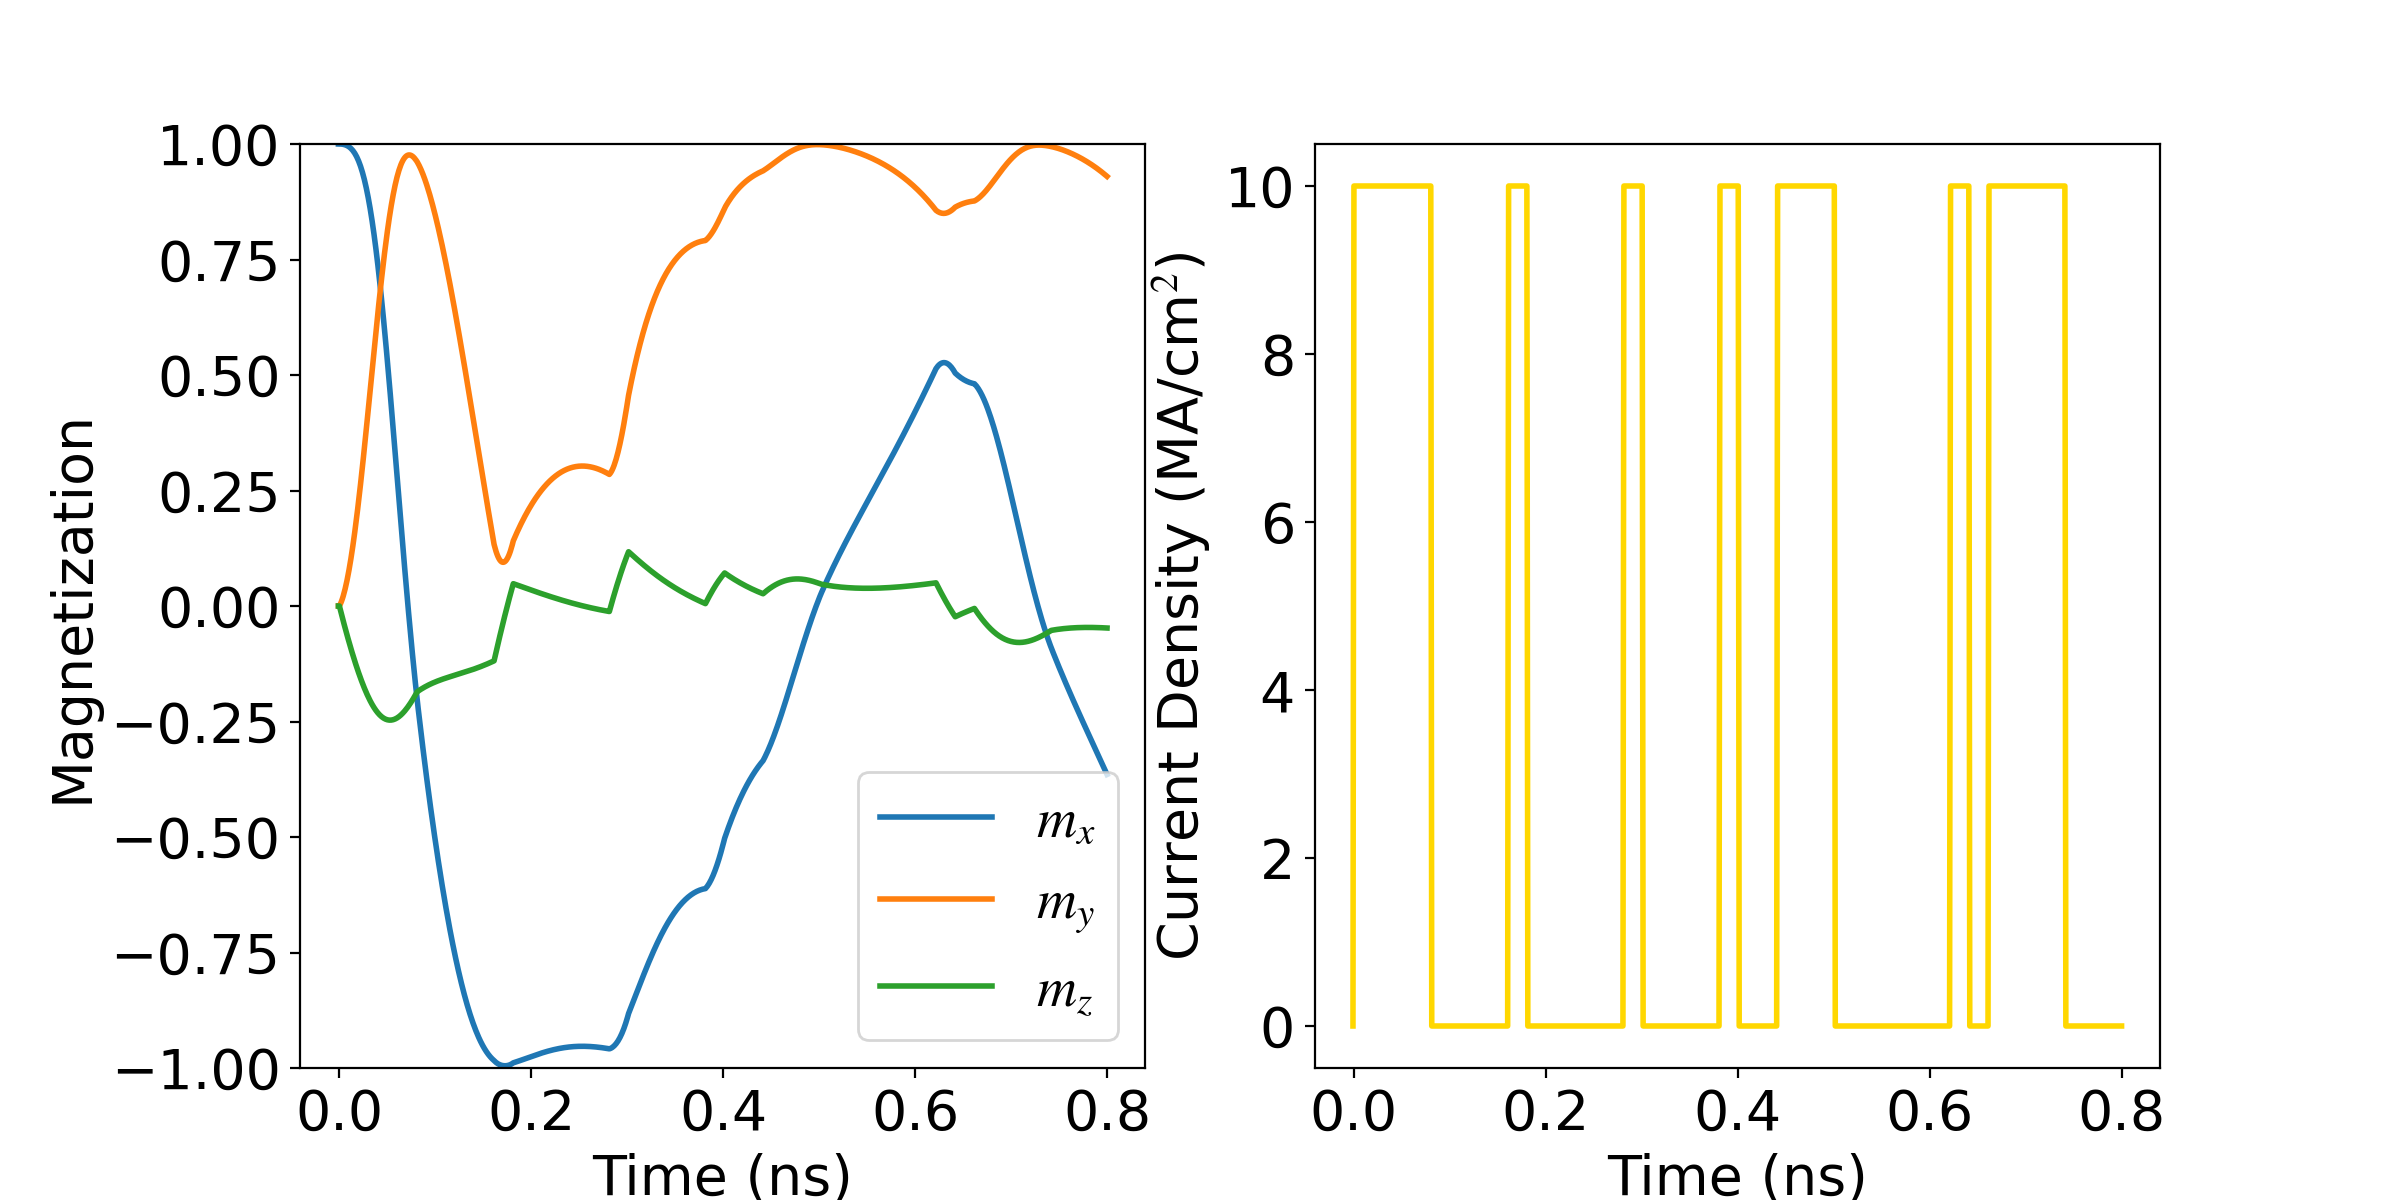 1.00
0.75
0.50
0.25
0.00
−0.25
−0.50
−0.75
−1.00
Magnetization
0.0 0.2 0.4 0.6 0.8
Time (ns)
m_x
m_y
m_z
10
8
6
4
2
0
Current Density (MA/cm²)
0.0 0.2 0.4 0.6 0.8
Time (ns)